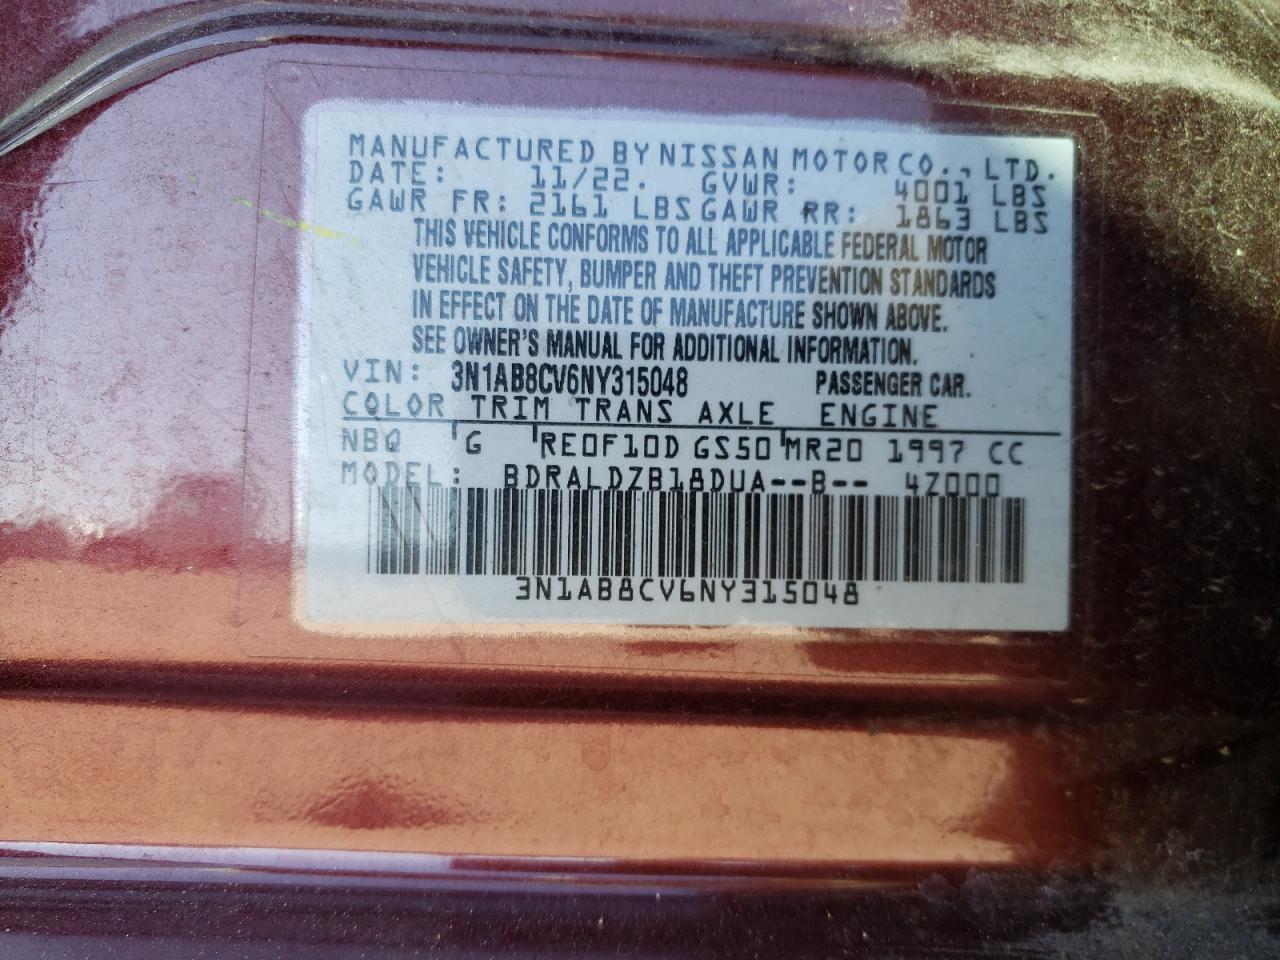 MANUFACTURED BY NISSAN MOTOR CO., LTD.
DATE: 11/22. GVWR: 4001 LBS
GAWR FR: 2161 LBS GAWR RR: 1863 LBS
THIS VEHICLE CONFORMS TO ALL APPLICABLE FEDERAL MOTOR
VEHICLE SAFETY, BUMPER AND THEFT PREVENTION STANDARDS
IN EFFECT ON THE DATE OF MANUFACTURE SHOWN ABOVE.
SEE OWNER'S MANUAL FOR ADDITIONAL INFORMATION.
VIN: 3N1AB8CV6NY315048 PASSENGER CAR.
COLOR TRIM TRANS AXLE ENGINE
NBQ G RE0F10D GS50 MR20 1997 CC
MODEL: BDRALDZB18DUA--B-- 4Z000
3N1AB8CV6NY315048